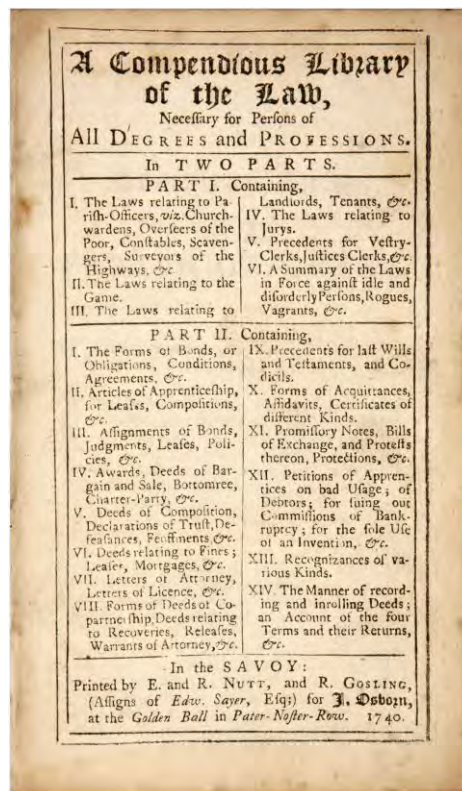 A Compendious Library
of the Law,
Neceſſary for Perſons of
All DEGREES and PROFESSIONS.
In TWO PARTS.
PART I. Containing,
I. The Laws relating to Pa-
riſh-Officers, viz. Church-
wardens, Overſeers of the
Poor, Conſtables, Scaven-
gers, Surveyors of the
Highways, &c.
II. The Laws relating to the
Game.
III. The Laws relating to
Landlords, Tenants, &c.
IV. The Laws relating to
Jurys.
V. Precedents for Veſtry-
Clerks, Juſtices Clerks, &c.
VI. A Summary of the Laws
in Force againſt idle and
diſorderly Perſons, Rogues,
Vagrants, &c.
PART II. Containing,
I. The Forms of Bonds, or
Obligations, Conditions,
Agreements, &c.
II. Articles of Apprenticeſhip,
for Leaſes, Compoſitions,
&c.
III. Aſſignments of Bonds,
Judgments, Leaſes, Poli-
cies, &c.
IV. Awards, Deeds of Bar-
gain and Sale, Bottomree,
Charter-Party, &c.
V. Deeds of Compoſition,
Declarations of Truſt, De-
feaſances, Feoffments, &c.
VI. Deeds relating to Fines;
Leaſes, Mortgages, &c.
VII. Letters of Attorney,
Letters of Licence, &c.
VIII. Forms of Deeds of Co-
partnerſhip, Deeds relating
to Recoveries, Releaſes,
Warrants of Attorney, &c.
IX. Precedents for laſt Wills
and Teſtaments, and Co-
dicils.
X. Forms of Acquittances,
Affidavits, Certificates of
different Kinds.
XI. Promiſſory Notes, Bills
of Exchange, and Proteſts
thereon, Protections, &c.
XII. Petitions of Appren-
tices on bad Uſage; of
Debtors; for ſuing out
Commiſſions of Bank-
ruptcy; for the ſole Uſe
of an Invention, &c.
XIII. Recognizances of va-
rious Kinds.
XIV. The Manner of record-
ing and inrolling Deeds;
an Account of the four
Terms and their Returns,
&c.
In the SAVOY:
Printed by E. and R. NUTT, and R. GOSLING,
(Aſſigns of Edw. Sayer, Eſq;) for J. Osborn,
at the Golden Ball in Pater-Noſter-Row. 1740.